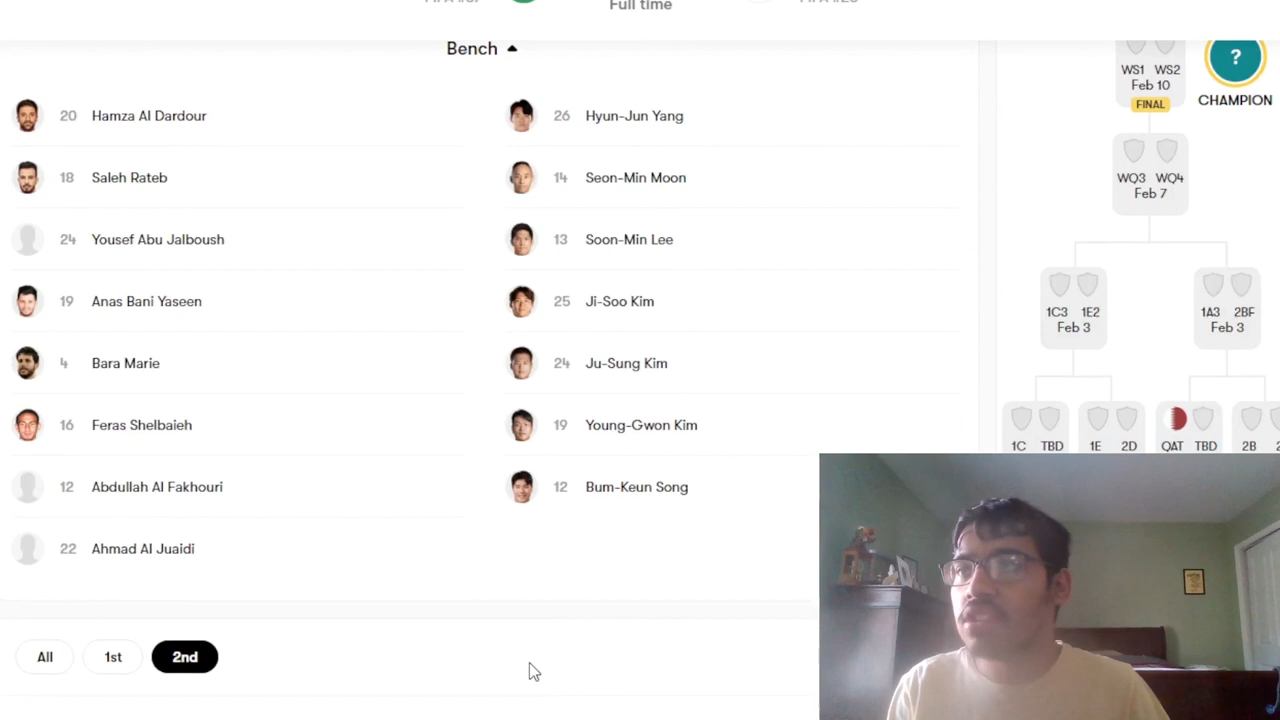 Full time
Bench
20 Hamza Al Dardour
18 Saleh Rateb
24 Yousef Abu Jalboush
19 Anas Bani Yaseen
4 Bara Marie
16 Feras Shelbaieh
12 Abdullah Al Fakhouri
22 Ahmad Al Juaidi
26 Hyun-Jun Yang
14 Seon-Min Moon
13 Soon-Min Lee
25 Ji-Soo Kim
24 Ju-Sung Kim
19 Young-Gwon Kim
12 Bum-Keun Song
All 1st 2nd
?
WS1 WS2
Feb 10
FINAL
CHAMPION
WQ3 WQ4
Feb 7
1C3 1E2
Feb 3
1A3 2BF
Feb 3
1C TBD
1E 2D
QAT TBD
2B